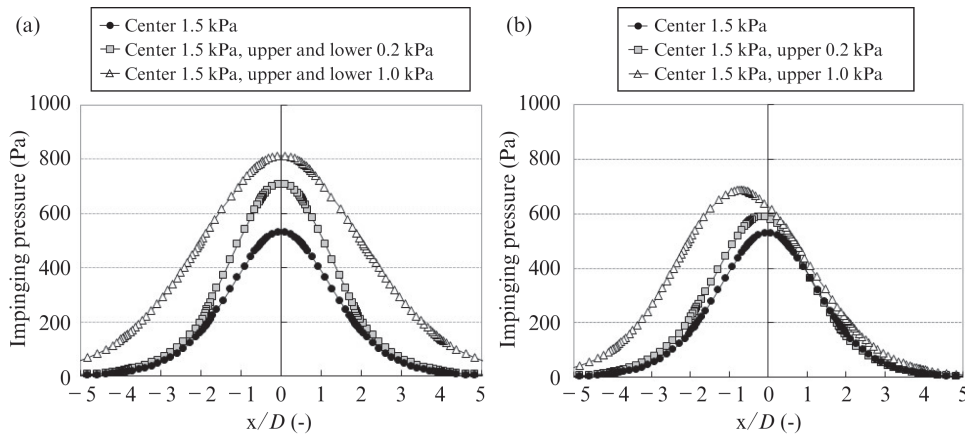 (a)
Center 1.5 kPa
Center 1.5 kPa, upper and lower 0.2 kPa
Center 1.5 kPa, upper and lower 1.0 kPa
Impinging pressure (Pa)
1000
800
600
400
200
0
−5 −4 −3 −2 −1 0 1 2 3 4 5
x/D (-)
(b)
Center 1.5 kPa
Center 1.5 kPa, upper 0.2 kPa
Center 1.5 kPa, upper 1.0 kPa
Impinging pressure (Pa)
1000
800
600
400
200
0
−5 −4 −3 −2 −1 0 1 2 3 4 5
x/D (-)